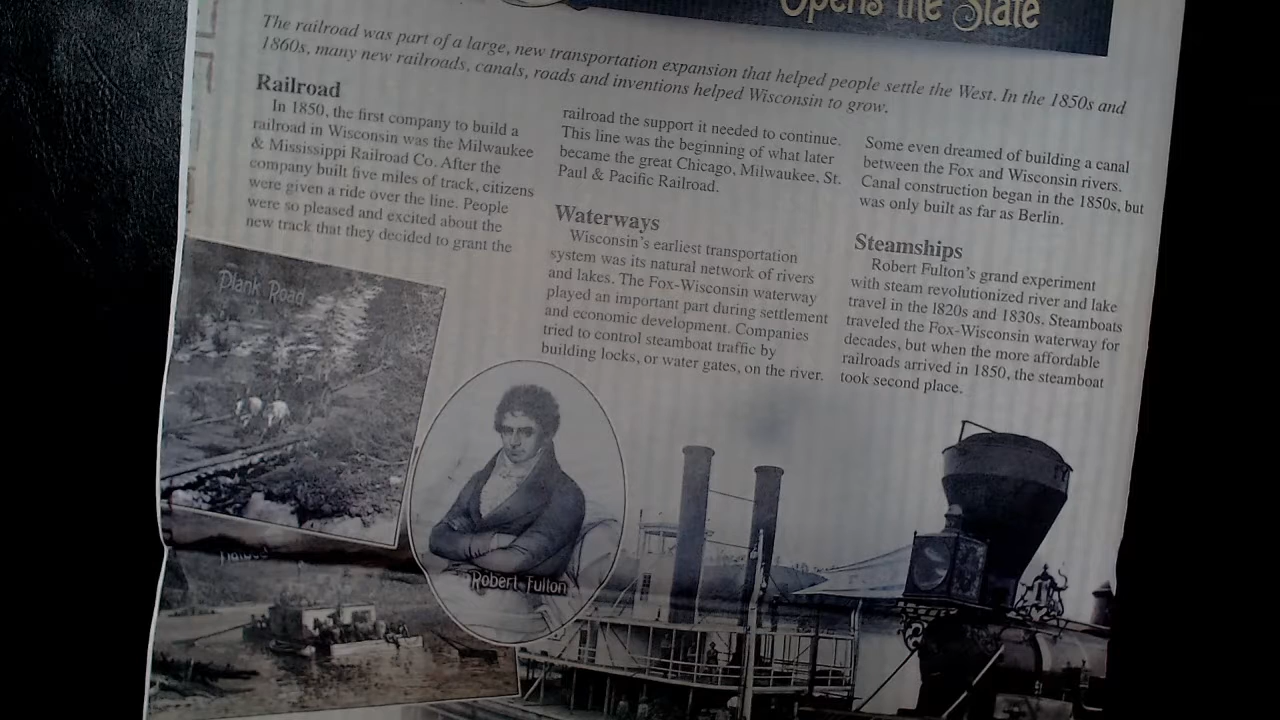 Opens the State
The railroad was part of a large, new transportation expansion that helped people settle the West. In the 1850s and
1860s, many new railroads, canals, roads and inventions helped Wisconsin to grow.
Railroad
In 1850, the first company to build a
railroad in Wisconsin was the Milwaukee
& Mississippi Railroad Co. After the
company built five miles of track, citizens
were given a ride over the line. People
were so pleased and excited about the
new track that they decided to grant the
railroad the support it needed to continue.
This line was the beginning of what later
became the great Chicago, Milwaukee, St.
Paul & Pacific Railroad.
Waterways
Wisconsin's earliest transportation
system was its natural network of rivers
and lakes. The Fox-Wisconsin waterway
played an important part during settlement
and economic development. Companies
tried to control steamboat traffic by
building locks, or water gates, on the river.
Some even dreamed of building a canal
between the Fox and Wisconsin rivers.
Canal construction began in the 1850s, but
was only built as far as Berlin.
Steamships
Robert Fulton's grand experiment
with steam revolutionized river and lake
travel in the 1820s and 1830s. Steamboats
traveled the Fox-Wisconsin waterway for
decades, but when the more affordable
railroads arrived in 1850, the steamboat
took second place.
Plank Road
Robert Fulton